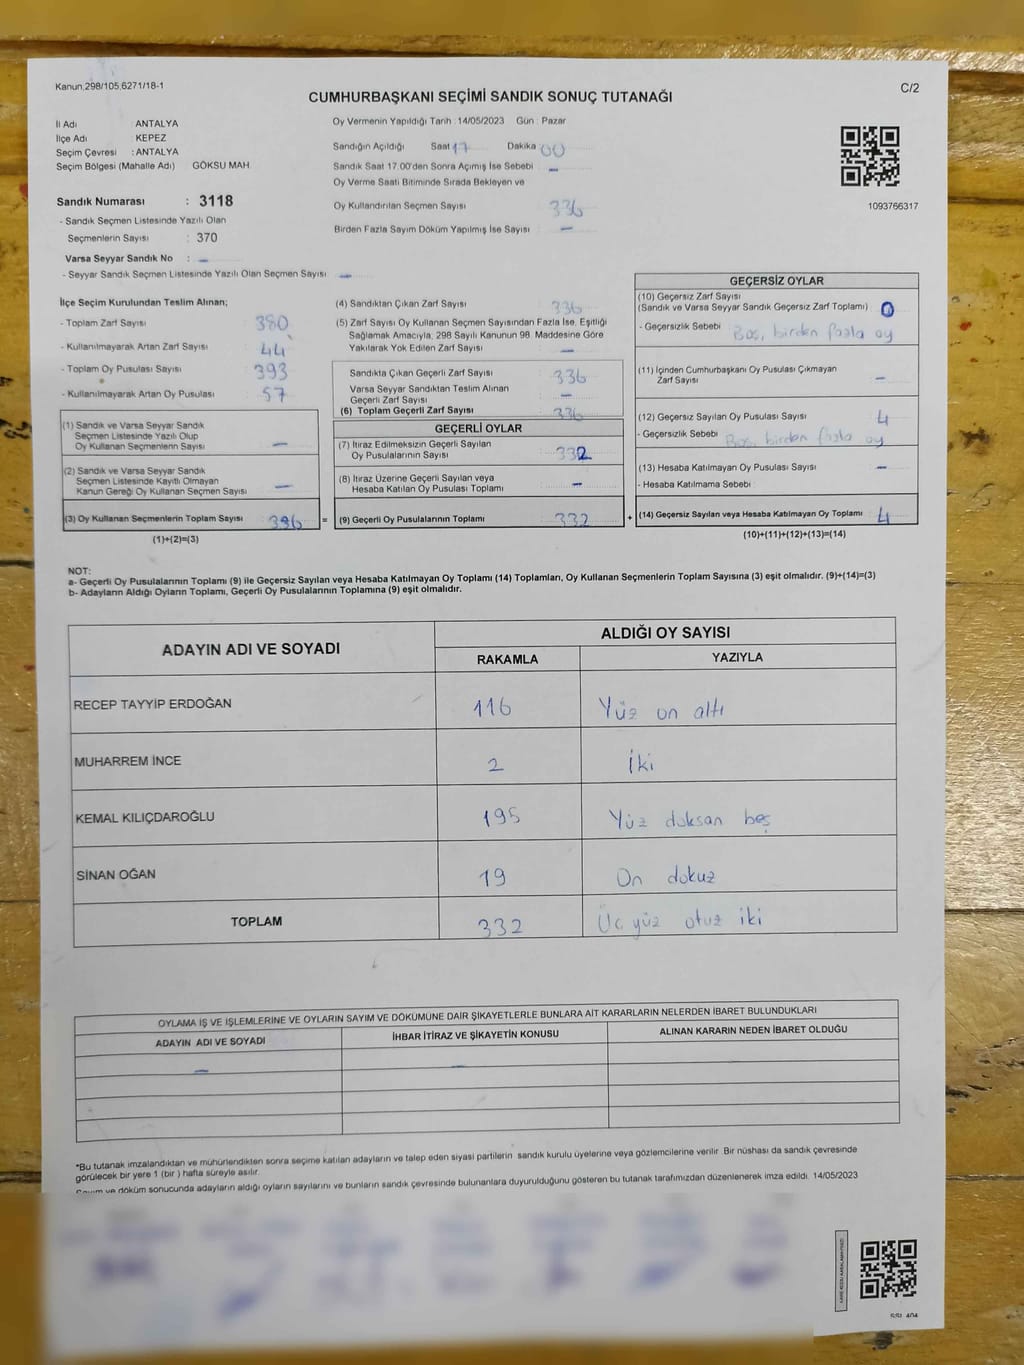 Kanun,298/105,6271/18-1
C/2
CUMHURBAŞKANI SEÇİMİ SANDIK SONUÇ TUTANAĞI
İl Adı : ANTALYA
İlçe Adı : KEPEZ
Seçim Çevresi : ANTALYA
Seçim Bölgesi (Mahalle Adı) GÖKSU MAH.
Oy Vermenin Yapıldığı Tarih :14/05/2023 Gün : Pazar
Sandığın Açıldığı Saat 17 Dakika 00
Sandık Saat 17.00'den Sonra Açımış İse Sebebi –
Oy Verme Saati Bitiminde Sırada Bekleyen ve
Oy Kullandırılan Seçmen Sayısı 336
Birden Fazla Sayım Döküm Yapılmış İse Sayısı –
1093766317
Sandık Numarası : 3118
- Sandık Seçmen Listesinde Yazılı Olan
Seçmenlerin Sayısı : 370
Varsa Seyyar Sandık No : –
- Seyyar Sandık Seçmen Listesinde Yazılı Olan Seçmen Sayısı –
İlçe Seçim Kurulundan Teslim Alınan;
- Toplam Zarf Sayısı 380
- Kullanılmayarak Artan Zarf Sayısı 44
- Toplam Oy Pusulası Sayısı 393
- Kullanılmayarak Artan Oy Pusulası 57
(1) Sandık ve Varsa Seyyar Sandık
Seçmen Listesinde Yazılı Olup
Oy Kullanan Seçmenlerin Sayısı –
(2) Sandık ve Varsa Seyyar Sandık
Seçmen Listesinde Kayıtlı Olmayan
Kanun Gereği Oy Kullanan Seçmen Sayısı –
(3) Oy Kullanan Seçmenlerin Toplam Sayısı 336 =
(1)+(2)=(3)
(4) Sandıktan Çıkan Zarf Sayısı 336
(5) Zarf Sayısı Oy Kullanan Seçmen Sayısından Fazla İse, Eşitliği
Sağlamak Amacıyla, 298 Sayılı Kanunun 98. Maddesine Göre
Yakılarak Yok Edilen Zarf Sayısı –
Sandıkta Çıkan Geçerli Zarf Sayısı 336
Varsa Seyyar Sandıktan Teslim Alınan
Geçerli Zarf Sayısı –
(6) Toplam Geçerli Zarf Sayısı 336
GEÇERLİ OYLAR
(7) İtiraz Edilmeksizin Geçerli Sayılan
Oy Pusulalarının Sayısı 332
(8) İtiraz Üzerine Geçerli Sayılan veya
Hesaba Katılan Oy Pusulası Toplamı –
(9) Geçerli Oy Pusulalarının Toplamı 332 +
GEÇERSİZ OYLAR
(10) Geçersiz Zarf Sayısı
(Sandık ve Varsa Seyyar Sandık Geçersiz Zarf Toplamı) 0
- Geçersizlik Sebebi Boş, birden fazla oy
(11) İçinden Cumhurbaşkanı Oy Pusulası Çıkmayan
Zarf Sayısı –
(12) Geçersiz Sayılan Oy Pusulası Sayısı 4
- Geçersizlik Sebebi Boş, birden fazla oy
(13) Hesaba Katılmayan Oy Pusulası Sayısı –
- Hesaba Katılmama Sebebi
(14) Geçersiz Sayılan veya Hesaba Katılmayan Oy Toplamı 4
(10)+(11)+(12)+(13)=(14)
NOT:
a- Geçerli Oy Pusulalarının Toplamı (9) ile Geçersiz Sayılan veya Hesaba Katılmayan Oy Toplamı (14) Toplamları, Oy Kullanan Seçmenlerin Toplam Sayısına (3) eşit olmalıdır. (9)+(14)=(3)
b- Adayların Aldığı Oyların Toplamı, Geçerli Oy Pusulalarının Toplamına (9) eşit olmalıdır.
ADAYIN ADI VE SOYADI
ALDIĞI OY SAYISI
RAKAMLA YAZIYLA
RECEP TAYYİP ERDOĞAN 116 Yüz on altı
MUHARREM İNCE 2 İki
KEMAL KILIÇDAROĞLU 195 Yüz doksan beş
SİNAN OĞAN 19 On dokuz
TOPLAM 332 Üç yüz otuz iki
OYLAMA İŞ VE İŞLEMLERİNE VE OYLARIN SAYIM VE DÖKÜMÜNE DAİR ŞİKAYETLERLE BUNLARA AİT KARARLARIN NELERDEN İBARET BULUNDUKLARI
ADAYIN ADI VE SOYADI İHBAR İTİRAZ VE ŞİKAYETİN KONUSU ALINAN KARARIN NEDEN İBARET OLDUĞU
– –
*Bu tutanak imzalandıktan ve mühürlendikten sonra seçime katılan adayların ve talep eden siyasi partilerin sandık kurulu üyelerine veya gözlemcilerine verilir. Bir nüshası da sandık çevresinde
görülecek bir yere 1 (bir ) hafta süreyle asılır.
Sayım ve döküm sonucunda adayların aldığı oyların sayılarını ve bunların sandık çevresinde bulunanlara duyurulduğunu gösteren bu tutanak tarafımızdan düzenlenerek imza edildi. 14/05/2023